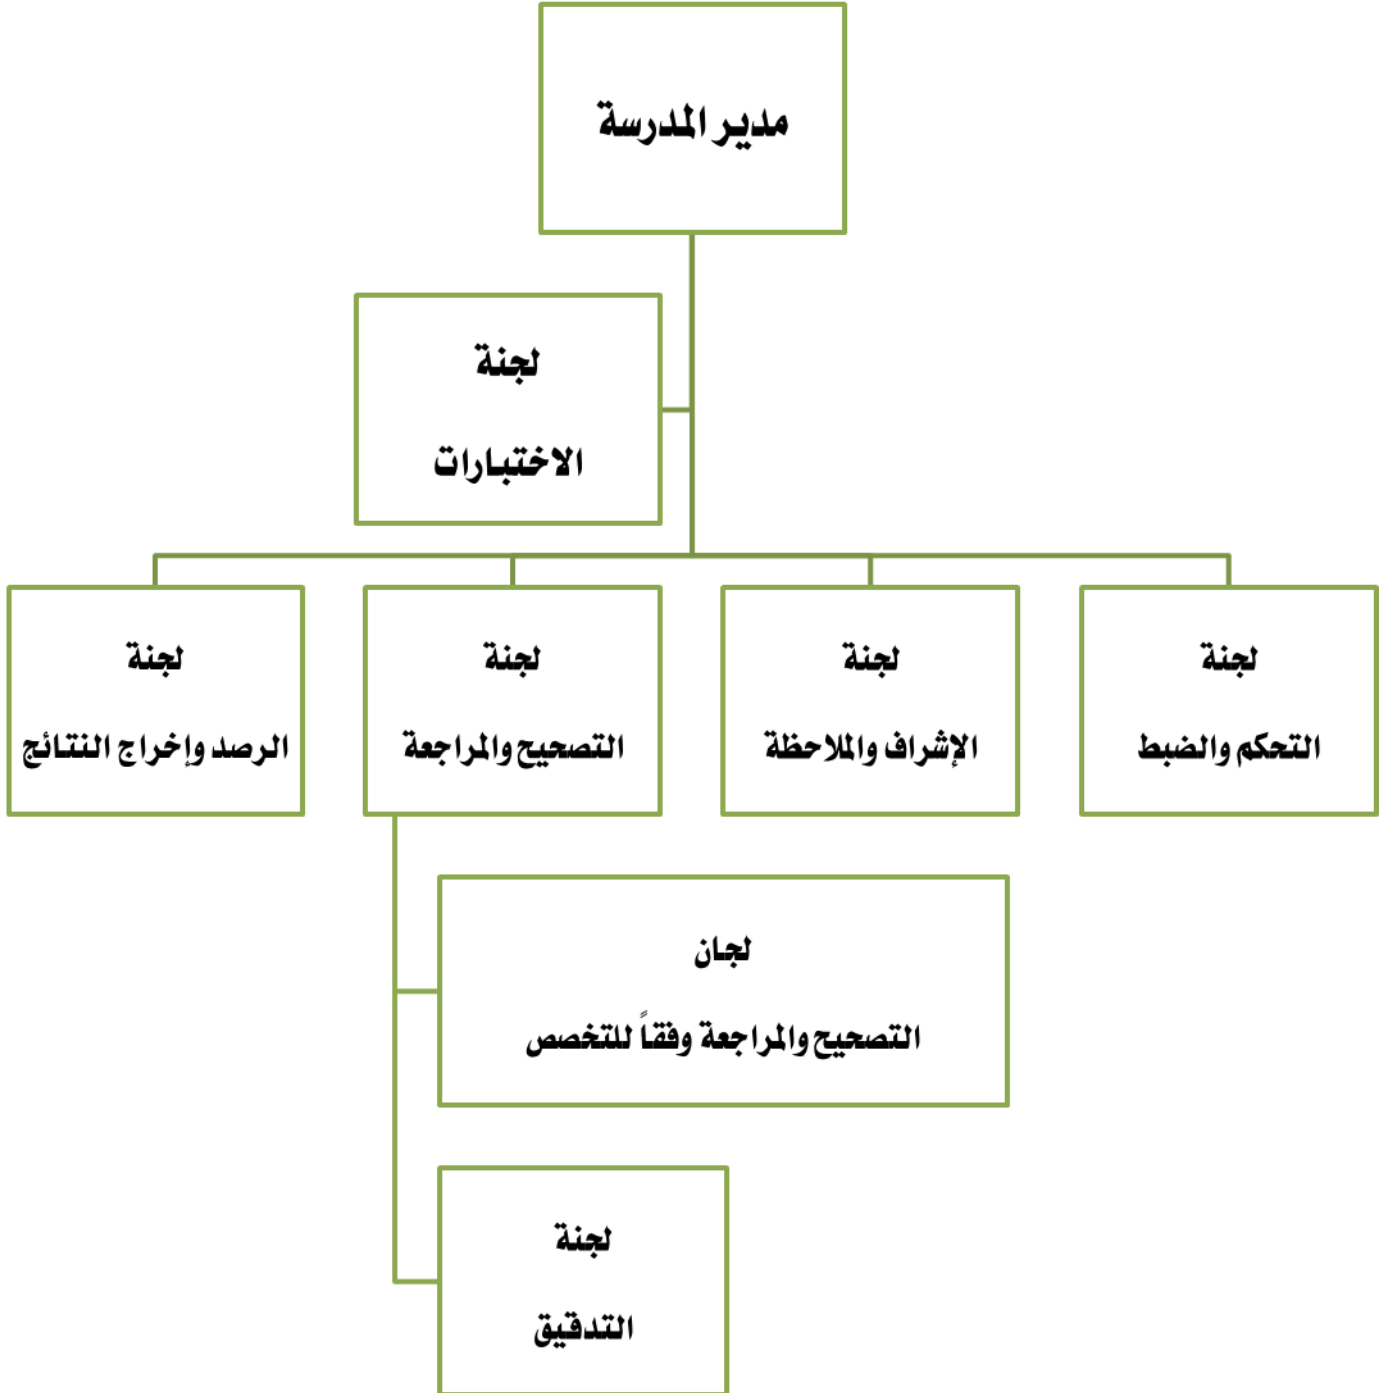 مدير المدرسة
لجنة
الاختبارات
لجنة
التحكم والضبط
لجنة
الإشراف والملاحظة
لجنة
التصحيح والمراجعة
لجنة
الرصد وإخراج النتائج
لجان
التصحيح والمراجعة وفقاً للتخصص
لجنة
التدقيق